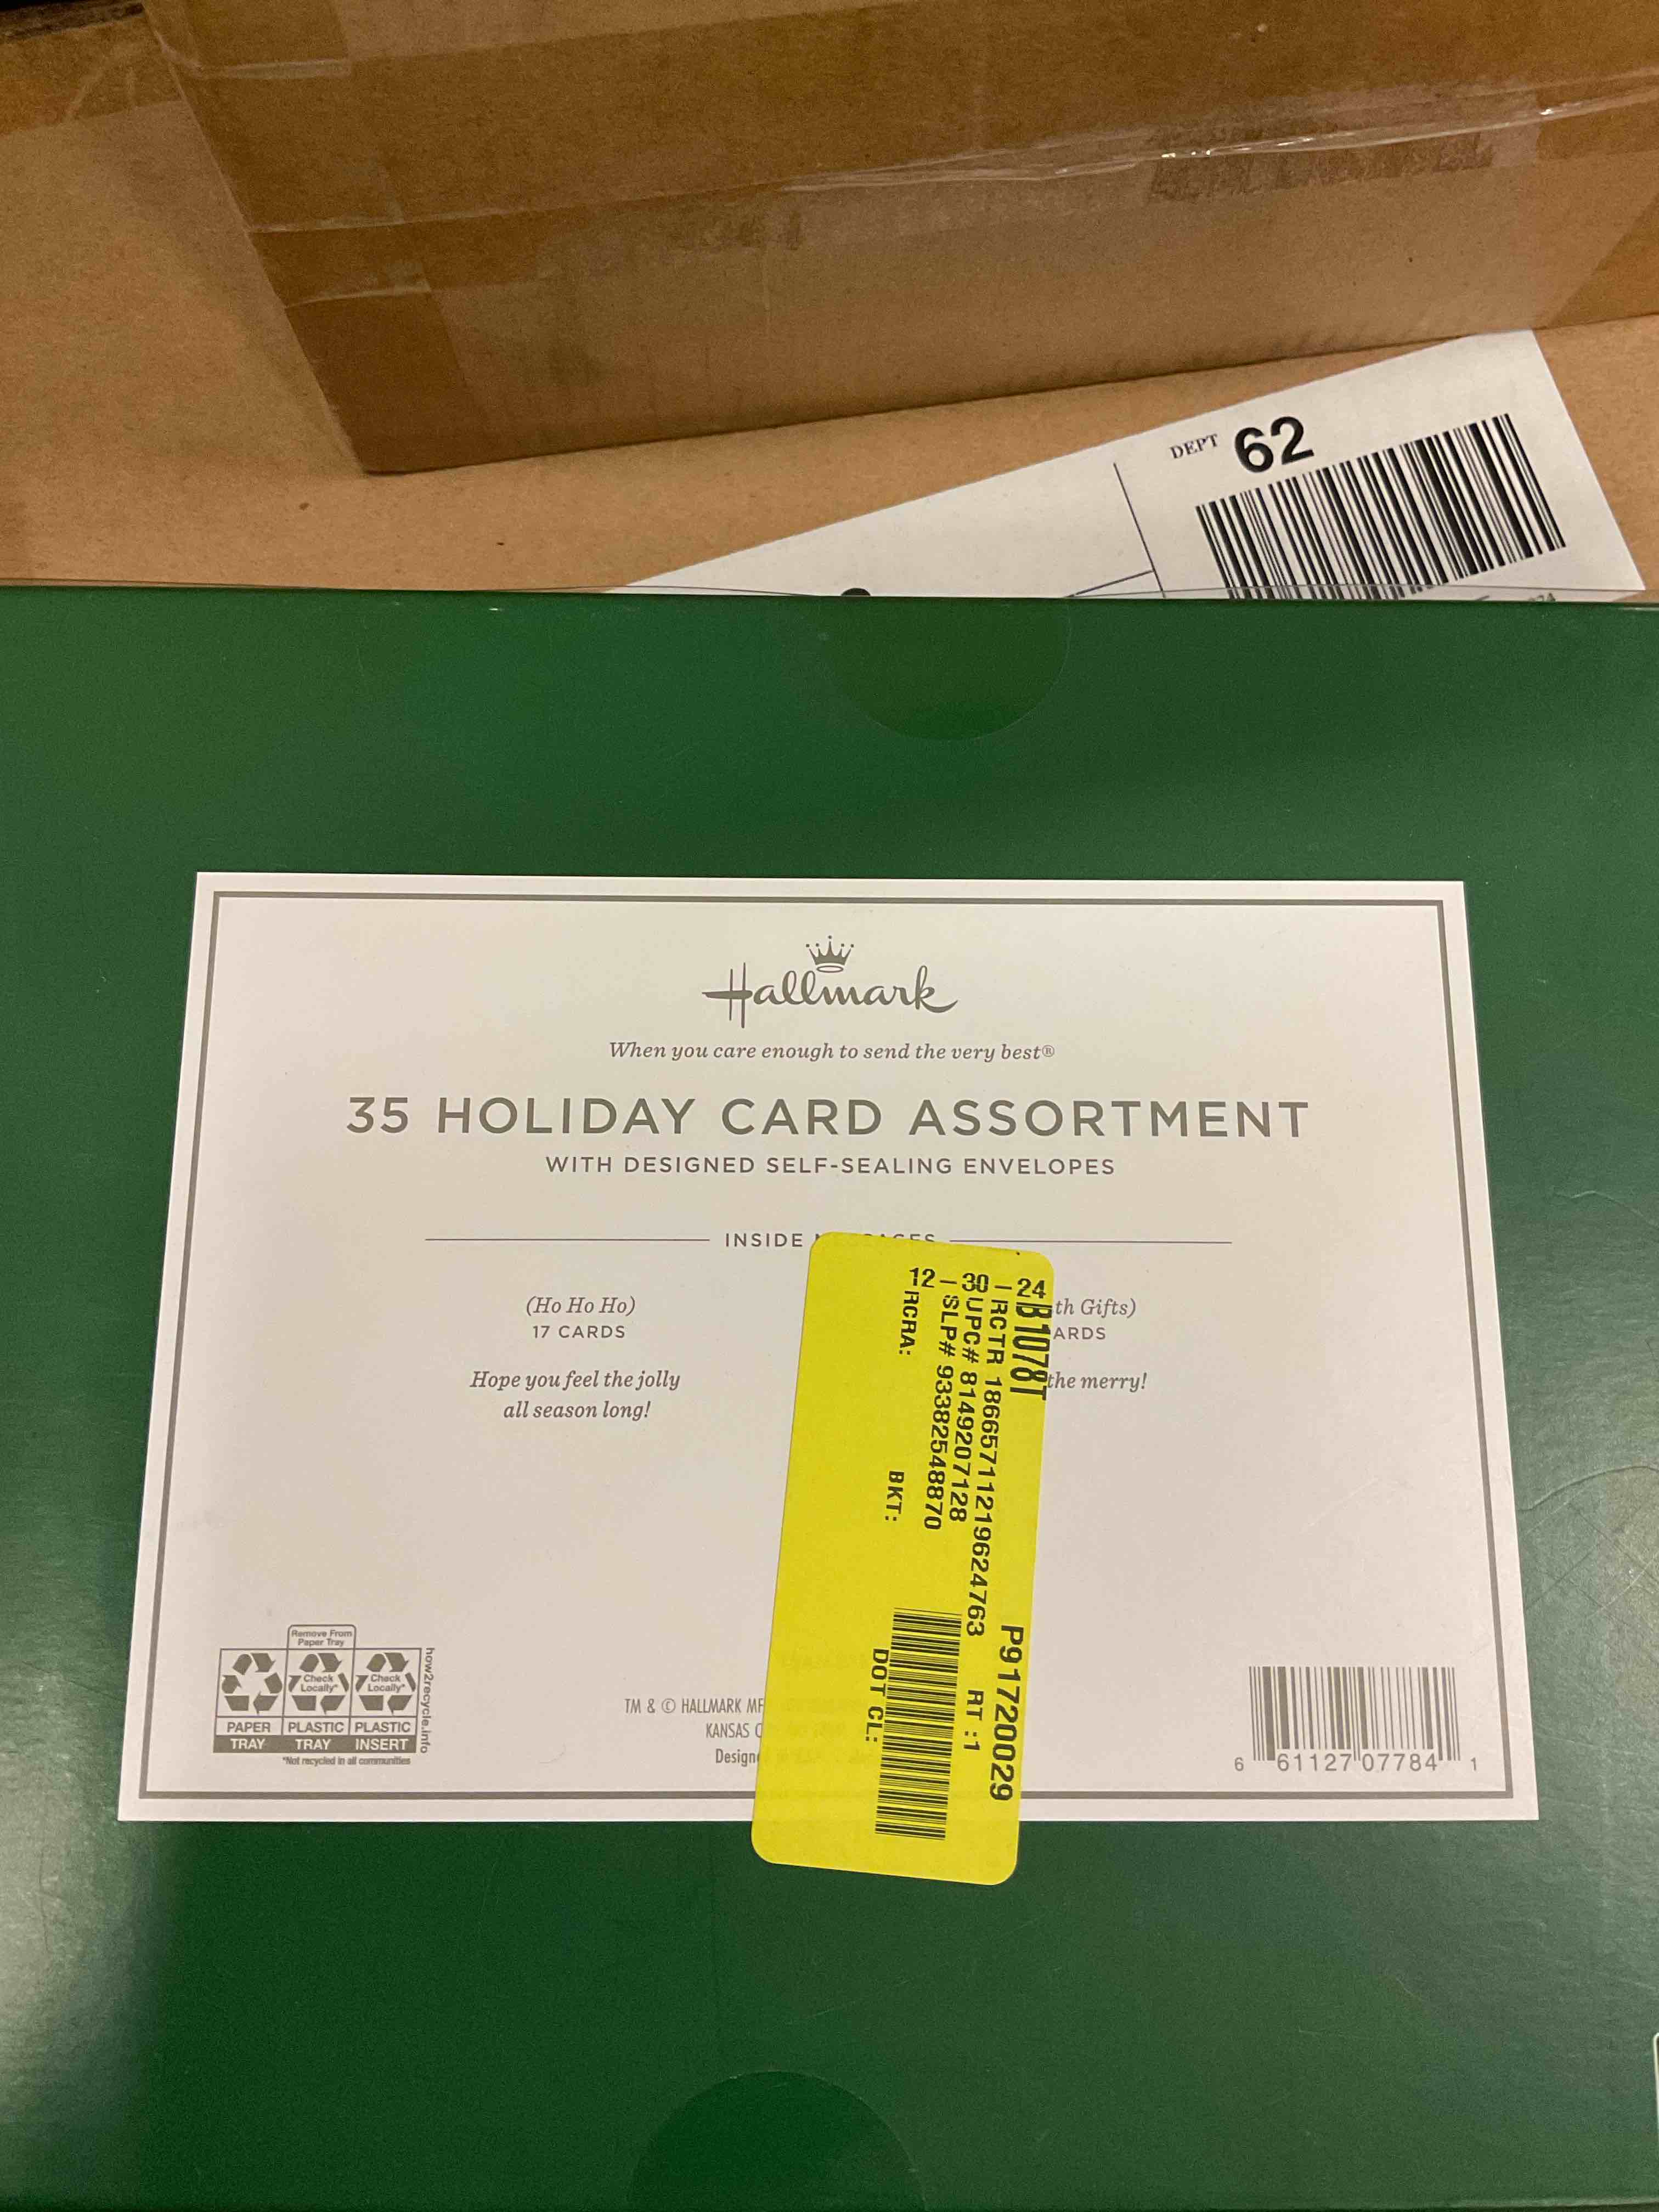 DEPT 62
Hallmark
When you care enough to send the very best®
35 HOLIDAY CARD ASSORTMENT
WITH DESIGNED SELF-SEALING ENVELOPES
INSIDE
(Ho Ho Ho)
17 CARDS
Hope you feel the jolly
all season long!
th Gifts)
ARDS
the merry!
B1078T P91720029
RCTR 1866571121962476​3 RT :1
UPC# 814920712​8
SLP# 93382548870
RCRA: BKT: DOT CL:
12-30-24
Remove From
Paper Tray
Check
Locally*
Check
Locally*
PAPER PLASTIC PLASTIC
TRAY TRAY INSERT
*Not recycled in all communities
how2recycle.info
TM & © HALLMARK MF
KANSAS C
Design
6 61127 07784 1